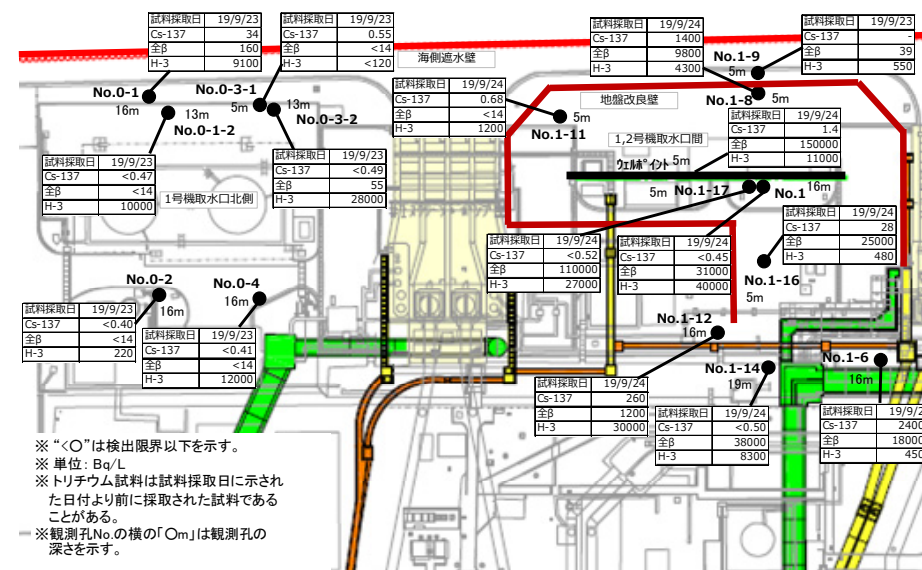 試料採取日 19/9/23
Cs-137 34
全β 160
H-3 9100
試料採取日 19/9/23
Cs-137 0.55
全β <14
H-3 <120
海側遮水壁
試料採取日 19/9/24
Cs-137 1400
全β 9800
H-3 4300
試料採取日 19/9/23
Cs-137 -
全β 39
H-3 550
No.0-1
16m
No.0-3-1
5m
13m
No.0-1-2
13m
No.0-3-2
試料採取日 19/9/24
Cs-137 0.68
全β <14
H-3 1200
No.1-11
5m
地盤改良壁
No.1-9
5m
No.1-8
5m
試料採取日 19/9/24
Cs-137 1.4
全β 150000
H-3 11000
1,2号機取水口間
ウェルポイント 5m
5m
No.1-17
No.1
16m
試料採取日 19/9/23
Cs-137 <0.47
全β <14
H-3 10000
1号機取水口北側
試料採取日 19/9/23
Cs-137 <0.49
全β 55
H-3 28000
試料採取日 19/9/24
Cs-137 <0.52
全β 110000
H-3 27000
試料採取日 19/9/24
Cs-137 <0.45
全β 31000
H-3 40000
試料採取日 19/9/24
Cs-137 28
全β 25000
H-3 480
No.1-16
5m
No.0-2
16m
No.0-4
16m
試料採取日 19/9/23
Cs-137 <0.40
全β <14
H-3 220
試料採取日 19/9/23
Cs-137 <0.41
全β <14
H-3 12000
No.1-12
16m
No.1-14
19m
No.1-6
16m
試料採取日 19/9/24
Cs-137 260
全β 1200
H-3 30000
試料採取日 19/9/24
Cs-137 <0.50
全β 38000
H-3 8300
試料採取日 19/9/2
Cs-137 2400
全β 18000
H-3 450
※ “<○”は検出限界以下を示す。
※ 単位: Bq/L
※ トリチウム試料は試料採取日に示され
た日付より前に採取された試料である
ことがある。
※観測孔No.の横の「○m」は観測孔の
深さを示す。